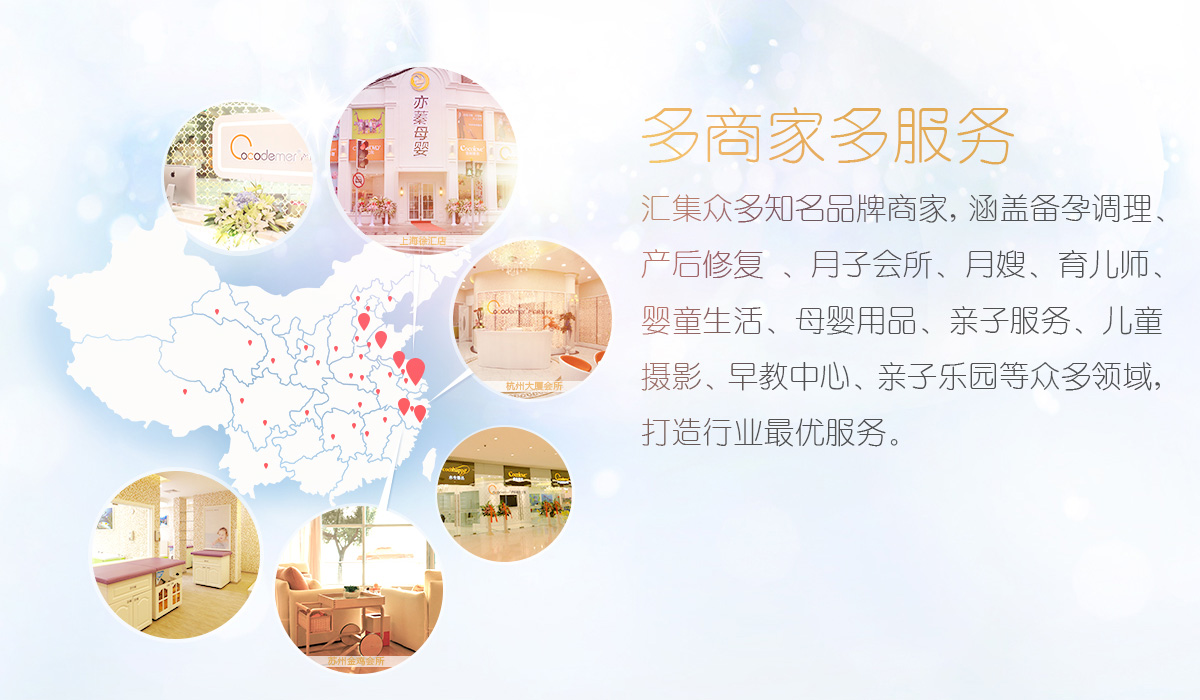 多商家多服务
汇集众多知名品牌商家,涵盖备孕调理、
产后修复 、月子会所、月嫂、育儿师、
婴童生活、母婴用品、亲子服务、儿童
摄影、早教中心、亲子乐园等众多领域,
打造行业最优服务。
Cocodemer
亦蓁母婴
上海徐汇店
Cocodemer
杭州大厦会所
苏州金鸡会所